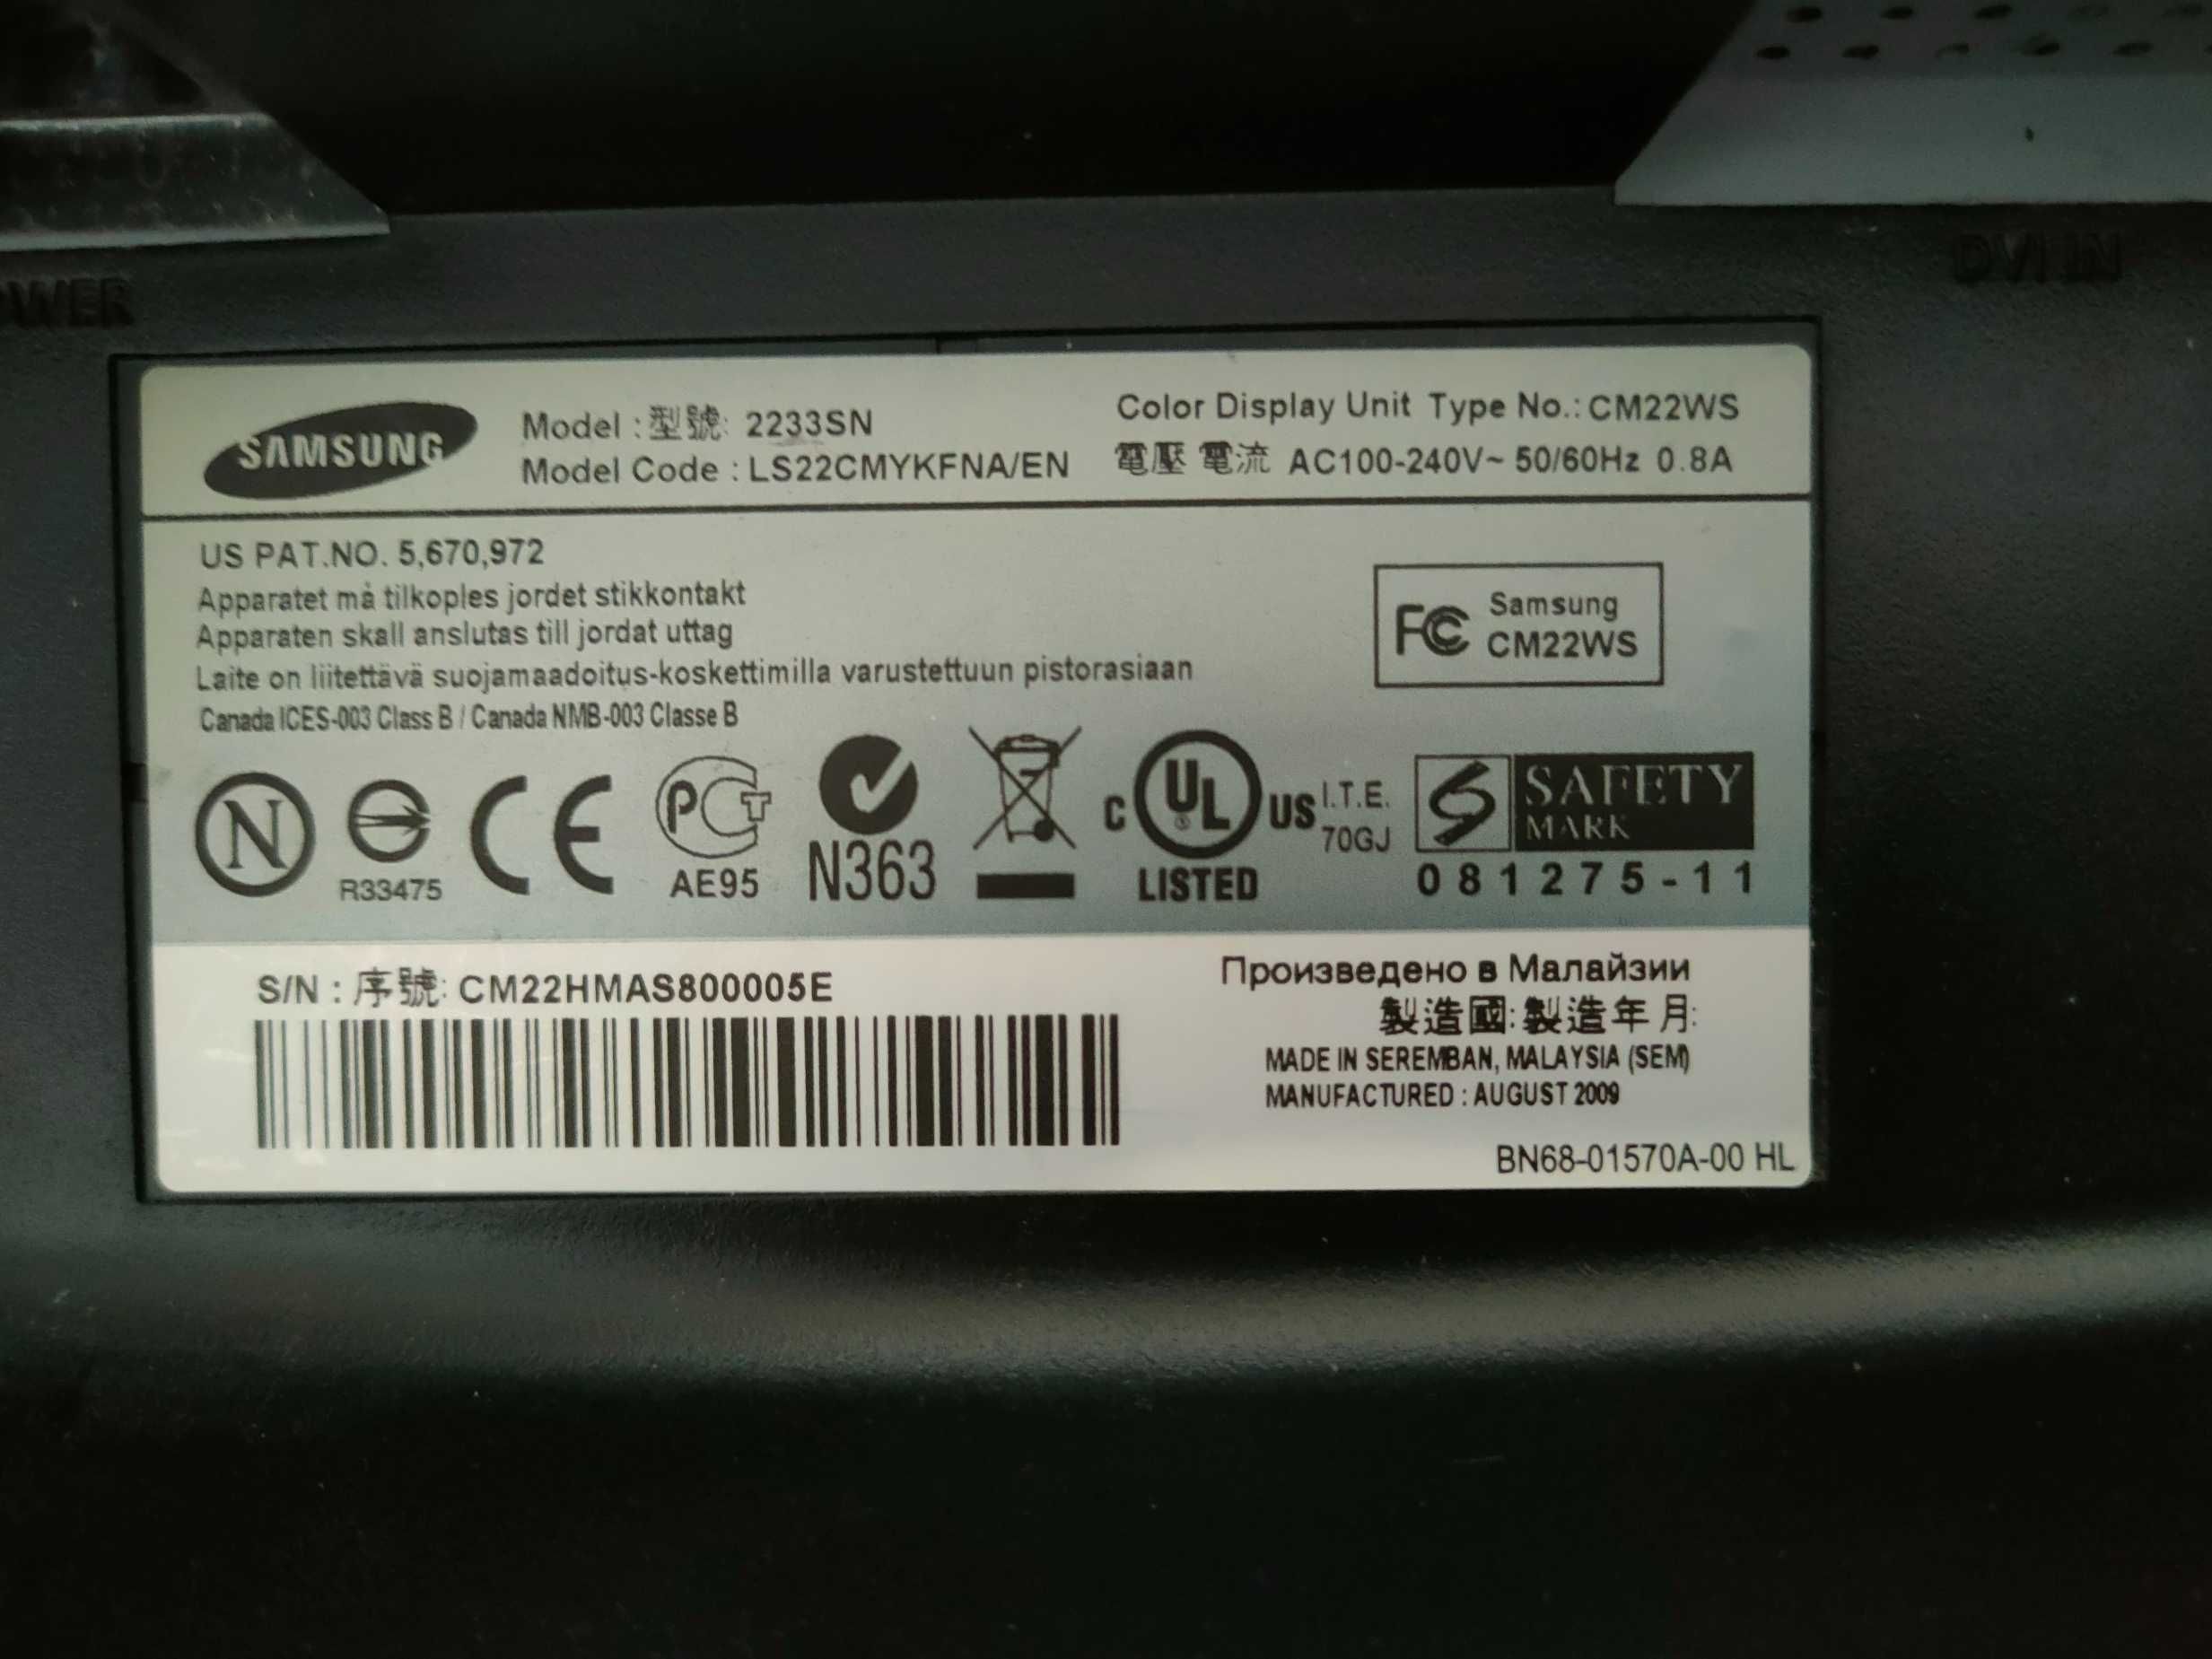 DVI IN
SAMSUNG
Model : 型號: 2233SN
Model Code : LS22CMYKFNA/EN
Color Display Unit Type No.: CM22WS
電壓 電流 AC100-240V~ 50/60Hz 0.8A
US PAT.NO. 5,670,972
Apparatet må tilkoples jordet stikkontakt
Apparaten skall anslutas till jordat uttag
Laite on liitettävä suojamaadoitus-koskettimilla varustettuun pistorasiaan
Canada ICES-003 Class B / Canada NMB-003 Classe B
FC Samsung
CM22WS
N
R33475
CE
PCT
AE95
N363
C UL US
LISTED
I.T.E.
70GJ
SAFETY
MARK
081275-11
S/N : 序號: CM22HMAS800005E
Произведено в Малайзии
製造國: 製造年月:
MADE IN SEREMBAN, MALAYSIA (SEM)
MANUFACTURED : AUGUST 2009
BN68-01570A-00 HL